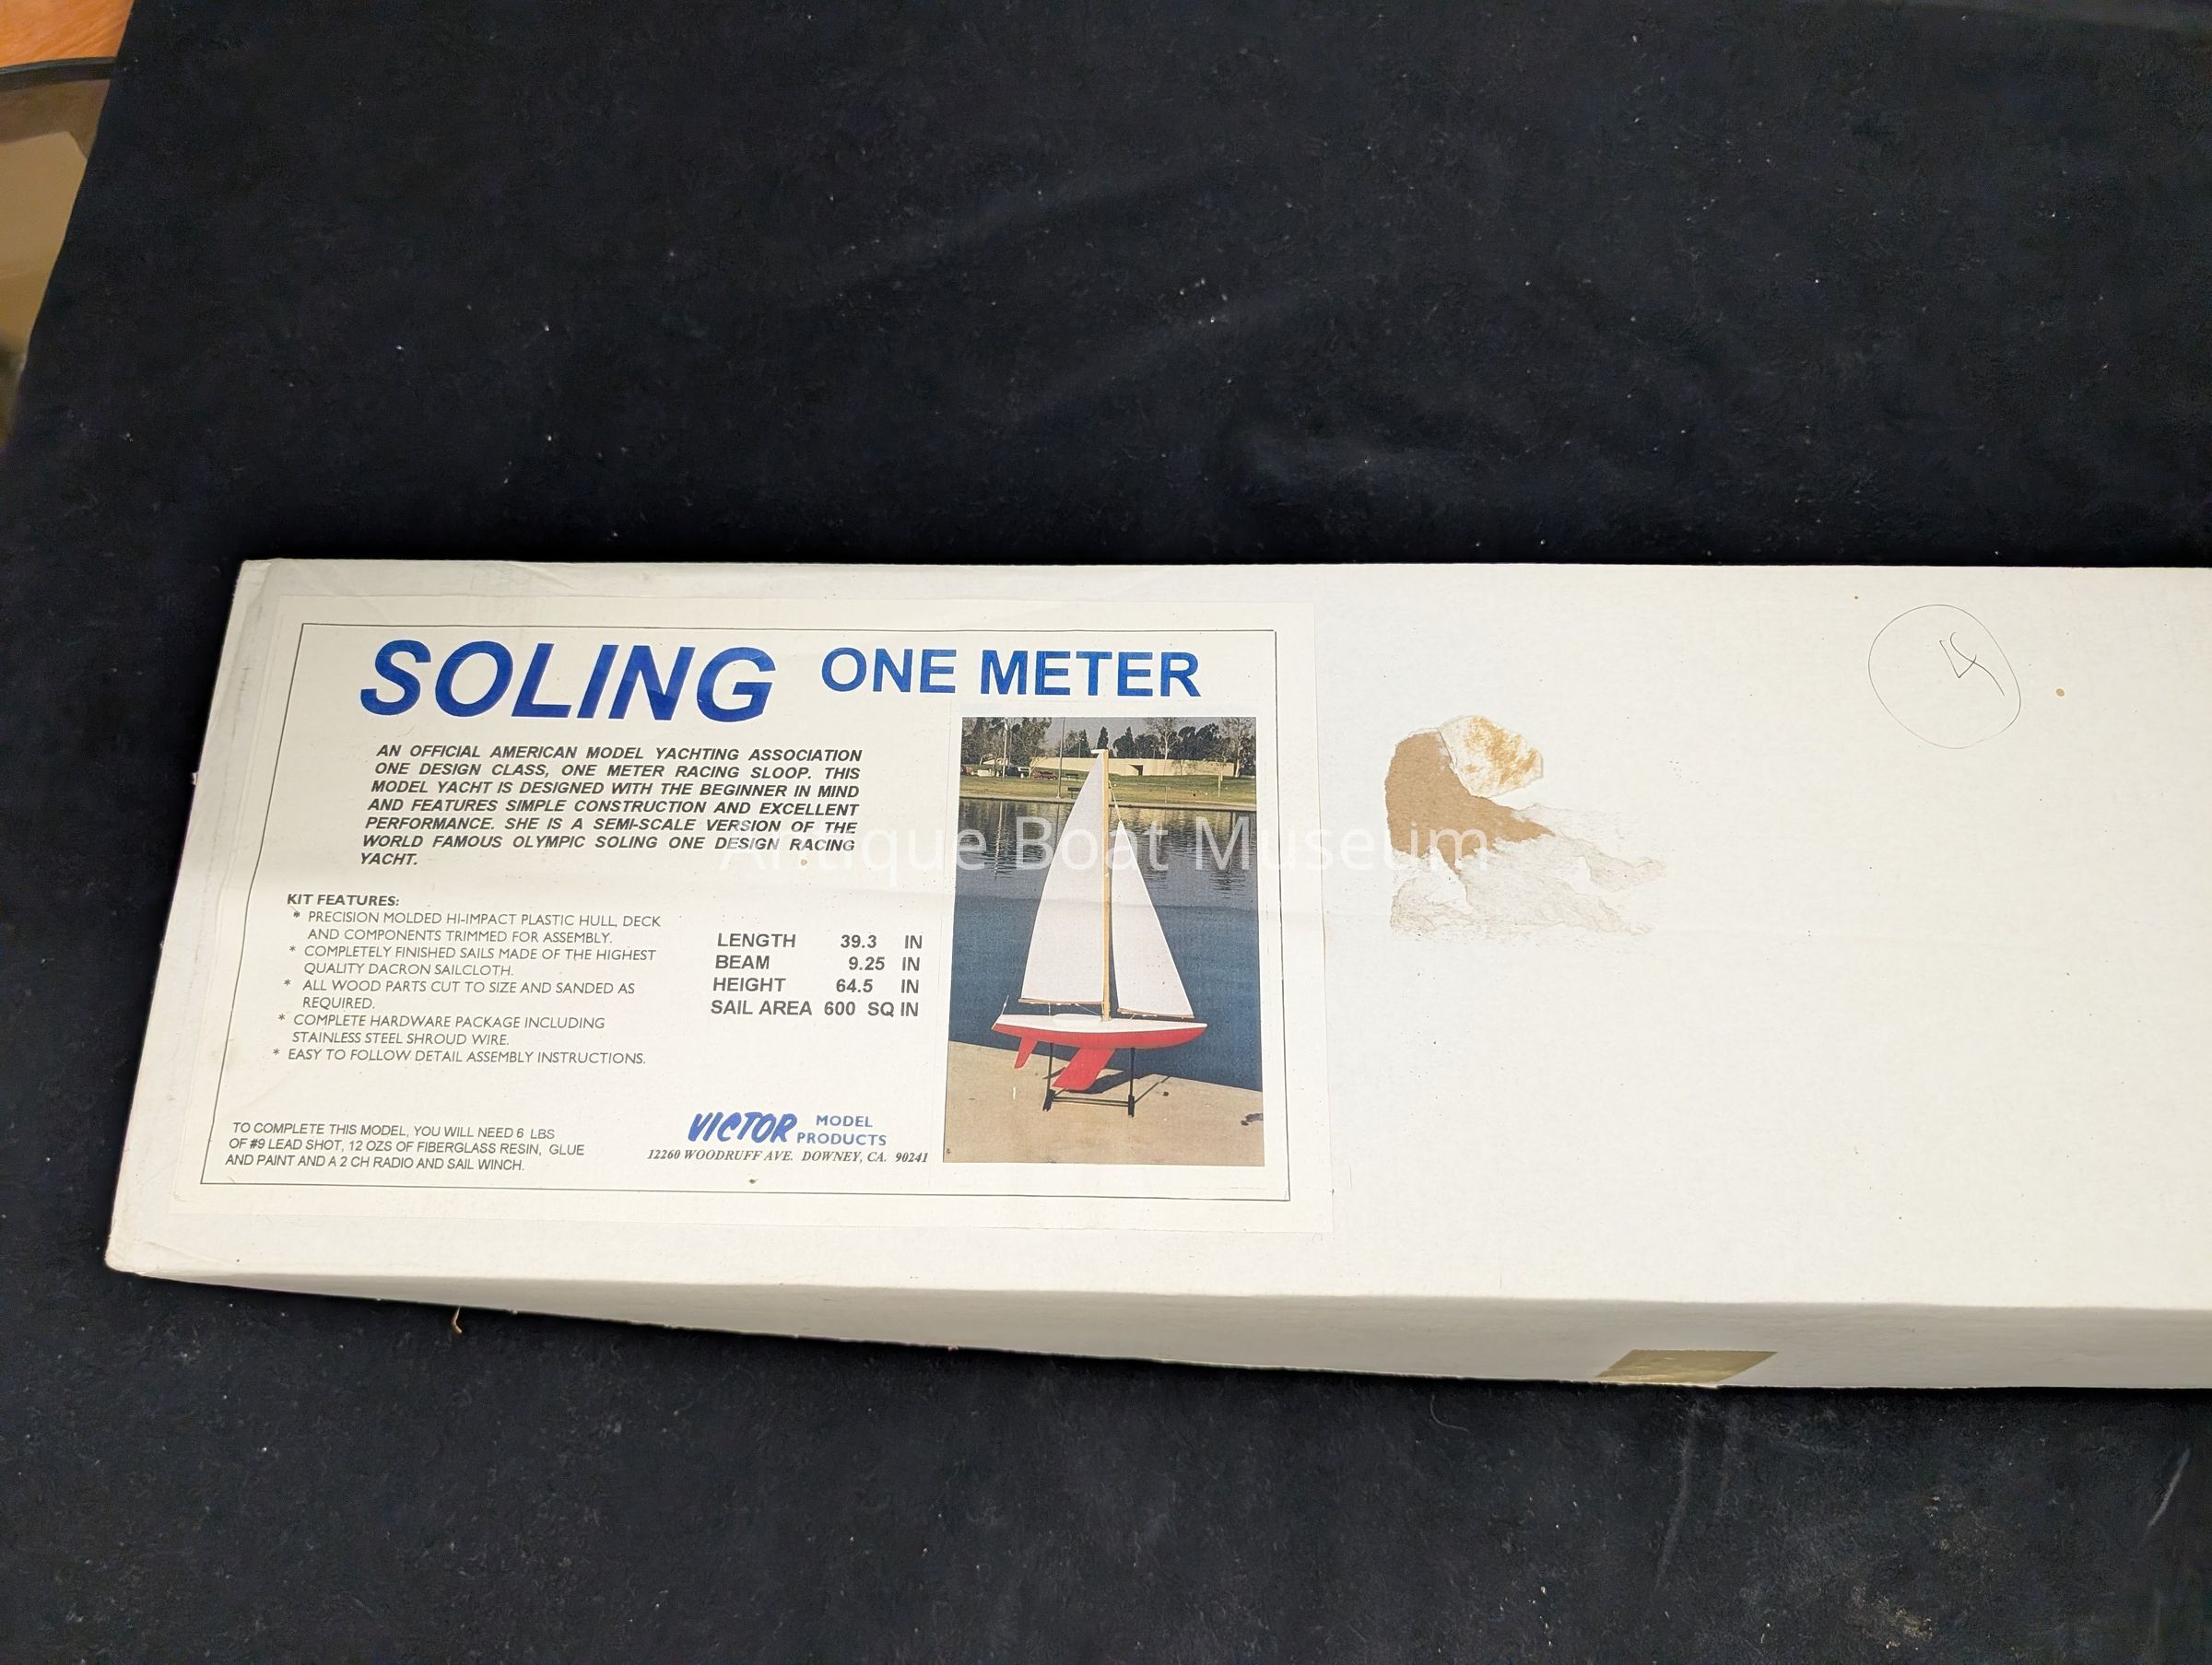 SOLING ONE METER
AN OFFICIAL AMERICAN MODEL YACHTING ASSOCIATION
ONE DESIGN CLASS, ONE METER RACING SLOOP. THIS
MODEL YACHT IS DESIGNED WITH THE BEGINNER IN MIND
AND FEATURES SIMPLE CONSTRUCTION AND EXCELLENT
PERFORMANCE. SHE IS A SEMI-SCALE VERSION OF THE
WORLD FAMOUS OLYMPIC SOLING ONE DESIGN RACING
YACHT.
KIT FEATURES:
* PRECISION MOLDED HI-IMPACT PLASTIC HULL, DECK
AND COMPONENTS TRIMMED FOR ASSEMBLY.
* COMPLETELY FINISHED SAILS MADE OF THE HIGHEST
QUALITY DACRON SAILCLOTH.
* ALL WOOD PARTS CUT TO SIZE AND SANDED AS
REQUIRED.
* COMPLETE HARDWARE PACKAGE INCLUDING
STAINLESS STEEL SHROUD WIRE.
* EASY TO FOLLOW DETAIL ASSEMBLY INSTRUCTIONS.
LENGTH 39.3 IN
BEAM 9.25 IN
HEIGHT 64.5 IN
SAIL AREA 600 SQ IN
TO COMPLETE THIS MODEL, YOU WILL NEED 6 LBS
OF #9 LEAD SHOT, 12 OZS OF FIBERGLASS RESIN, GLUE
AND PAINT AND A 2 CH RADIO AND SAIL WINCH.
VICTOR MODEL
PRODUCTS
12260 WOODRUFF AVE. DOWNEY, CA. 90241
Antique Boat Museum
4